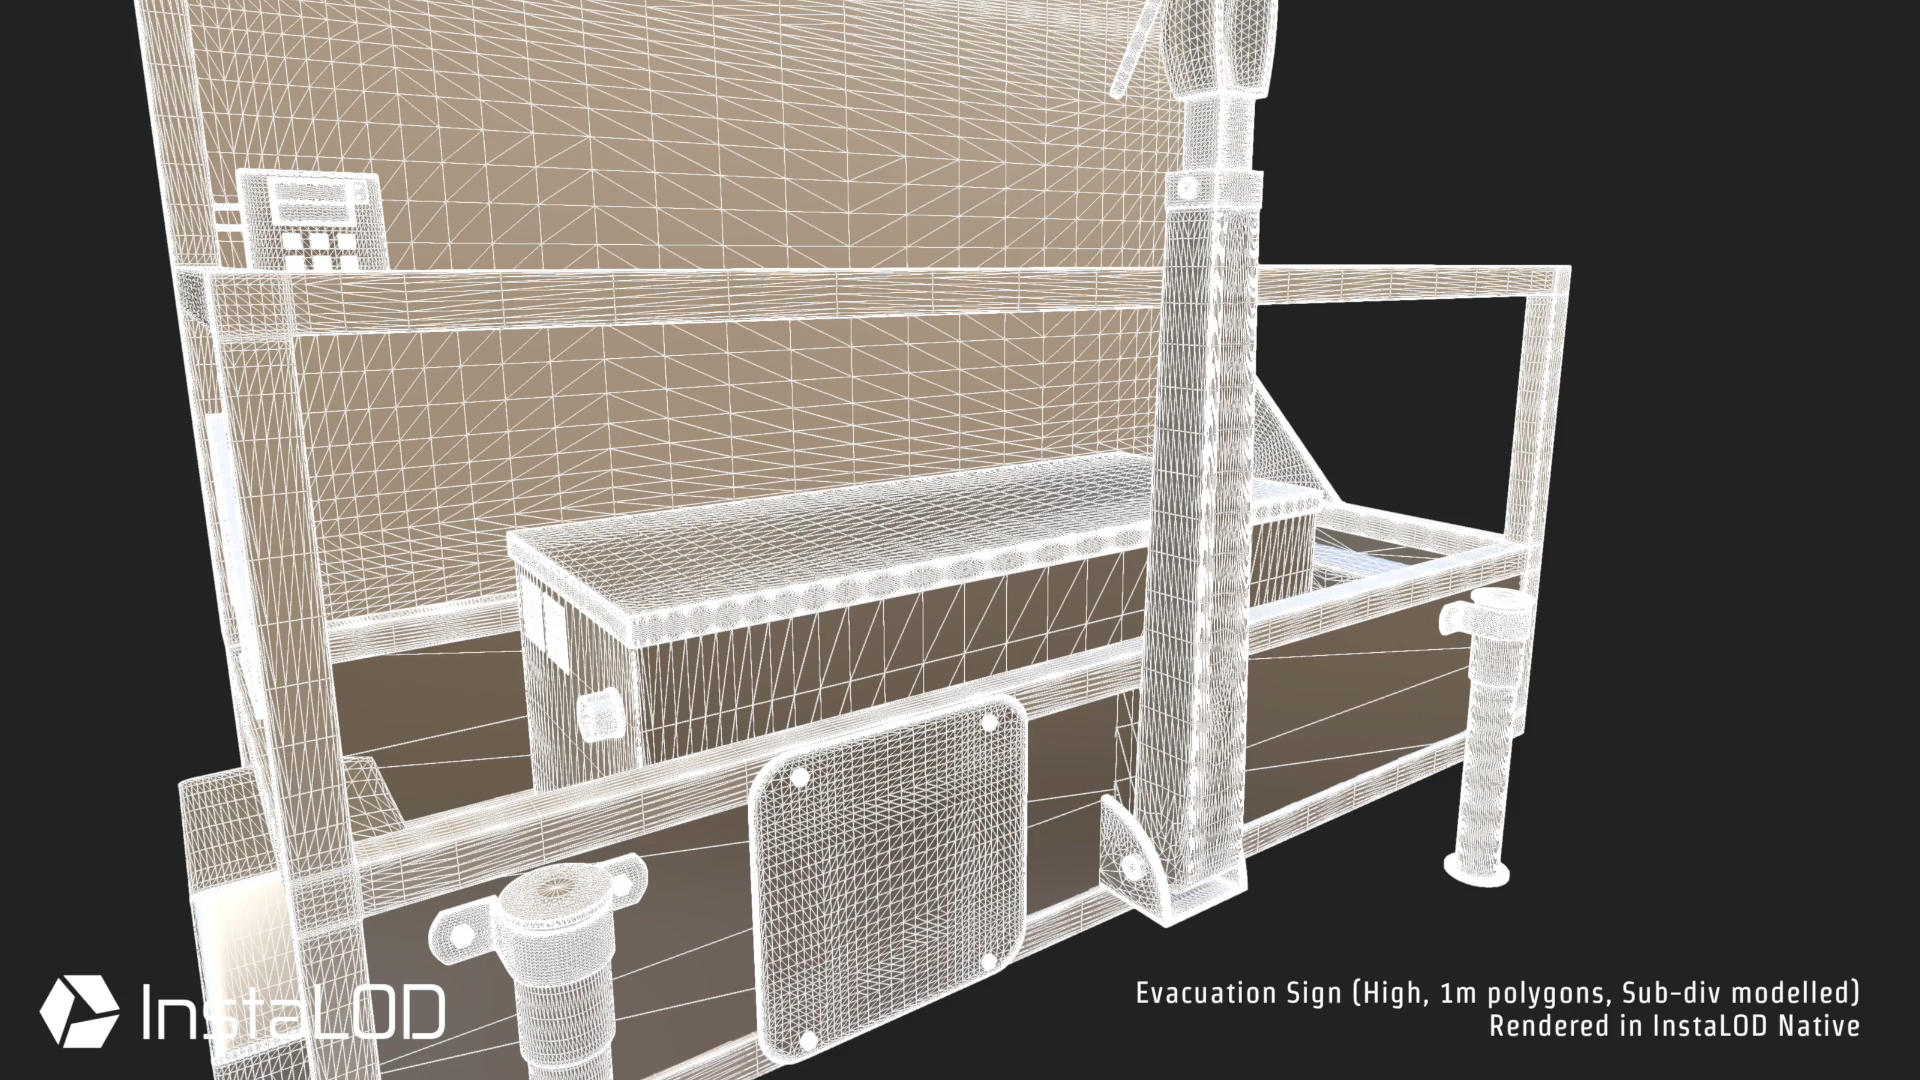 InstaLOD
Evacuation Sign (High, 1m polygons, Sub-div modelled)
Rendered in InstaLOD Native